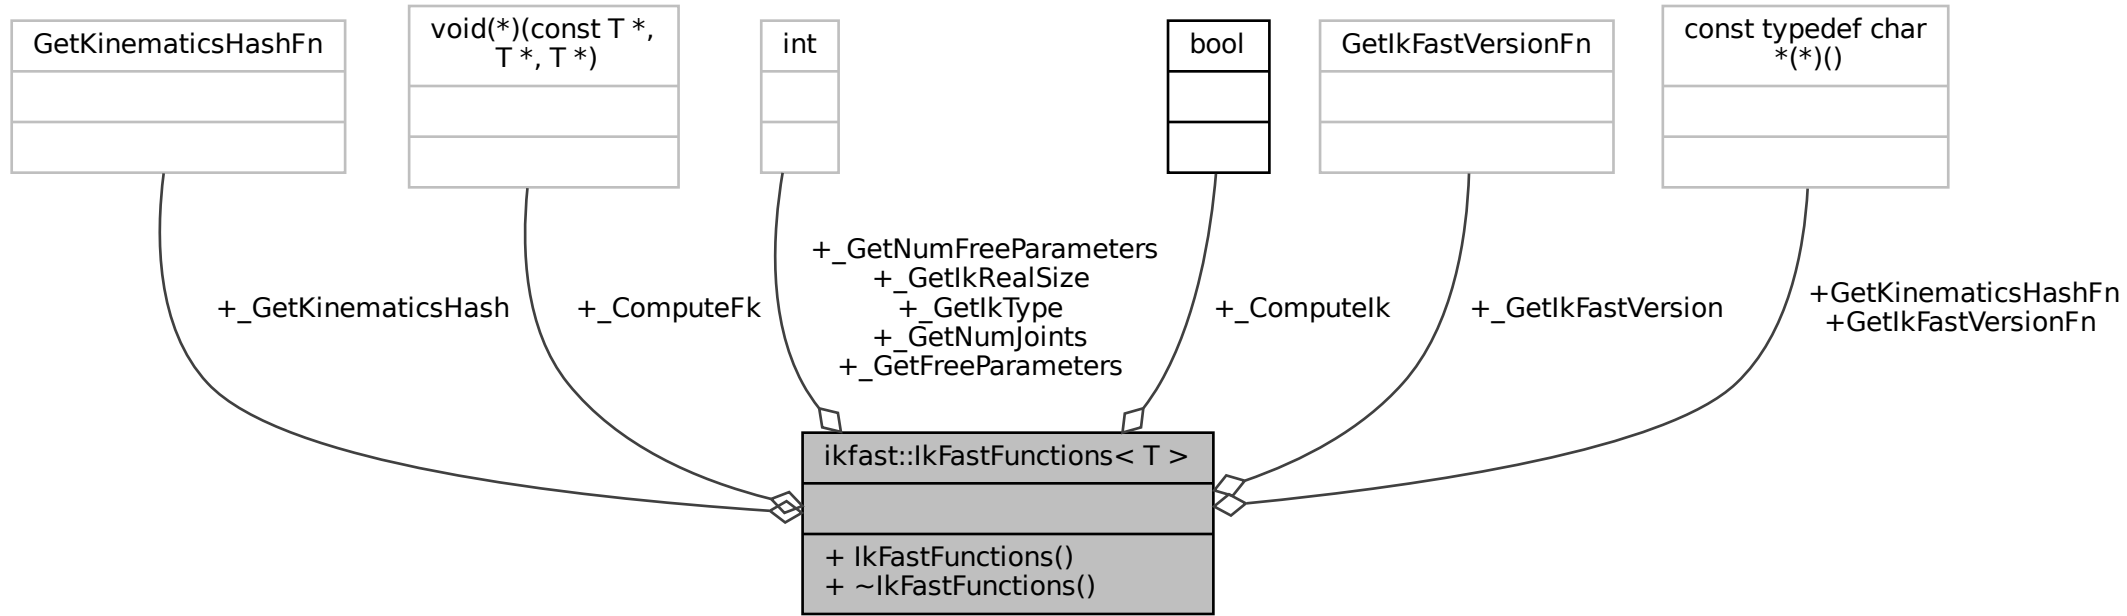 GetKinematicsHashFn
void(*)(const T *,
T *, T *)
int
bool
GetIkFastVersionFn
const typedef char
*(*)()
+_GetKinematicsHash
+_ComputeFk
+_GetNumFreeParameters
+_GetIkRealSize
+_GetIkType
+_GetNumJoints
+_GetFreeParameters
+_ComputeIk
+_GetIkFastVersion
+GetKinematicsHashFn
+GetIkFastVersionFn
ikfast::IkFastFunctions< T >
+ IkFastFunctions()
+ ~IkFastFunctions()